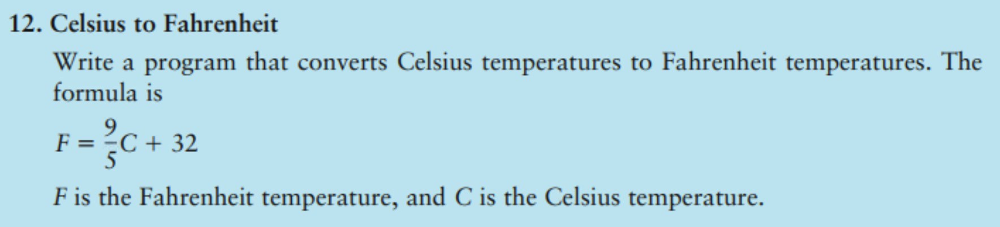 12. Celsius to Fahrenheit
Write a program that converts Celsius temperatures to Fahrenheit temperatures. The
formula is
F = 9/5 C + 32
F is the Fahrenheit temperature, and C is the Celsius temperature.